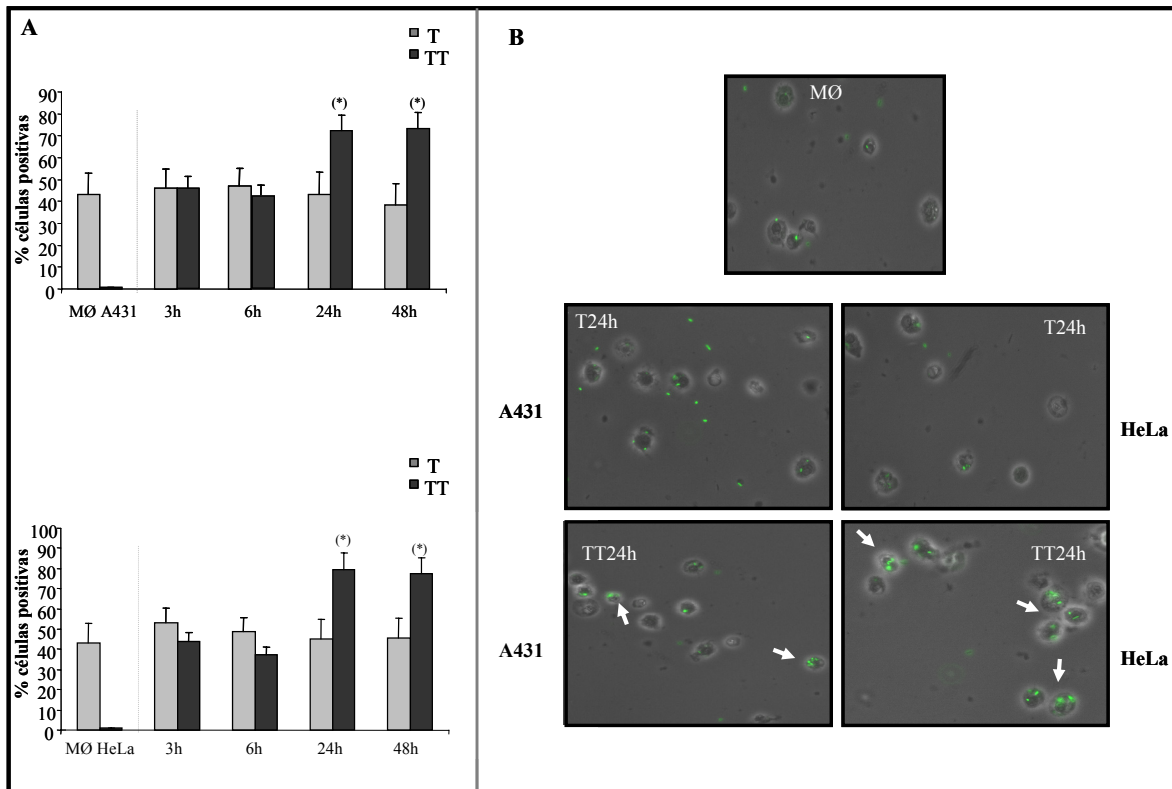 A
T
TT
% células positivas
90
80
70
60
50
40
30
20
10
0
(*)
(*)
MØ A431
3h
6h
24h
48h
T
TT
% células positivas
100
90
80
70
60
50
40
30
20
10
0
(*)
(*)
MØ HeLa
3h
6h
24h
48h
B
MØ
T24h
T24h
A431
HeLa
TT24h
TT24h
A431
HeLa